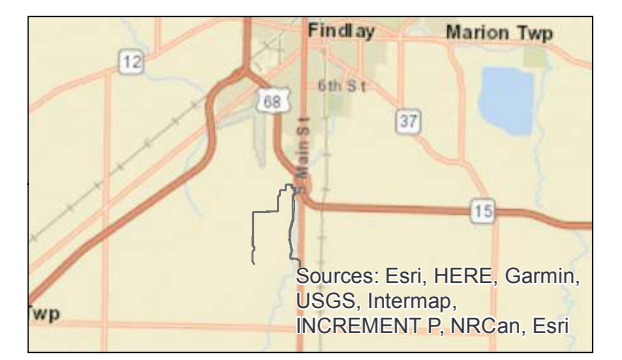 Findlay
Marion Twp
12
6th St
68
37
S Main St
15
Sources: Esri, HERE, Garmin,
USGS, Intermap,
INCREMENT P, NRCan, Esri
Twp